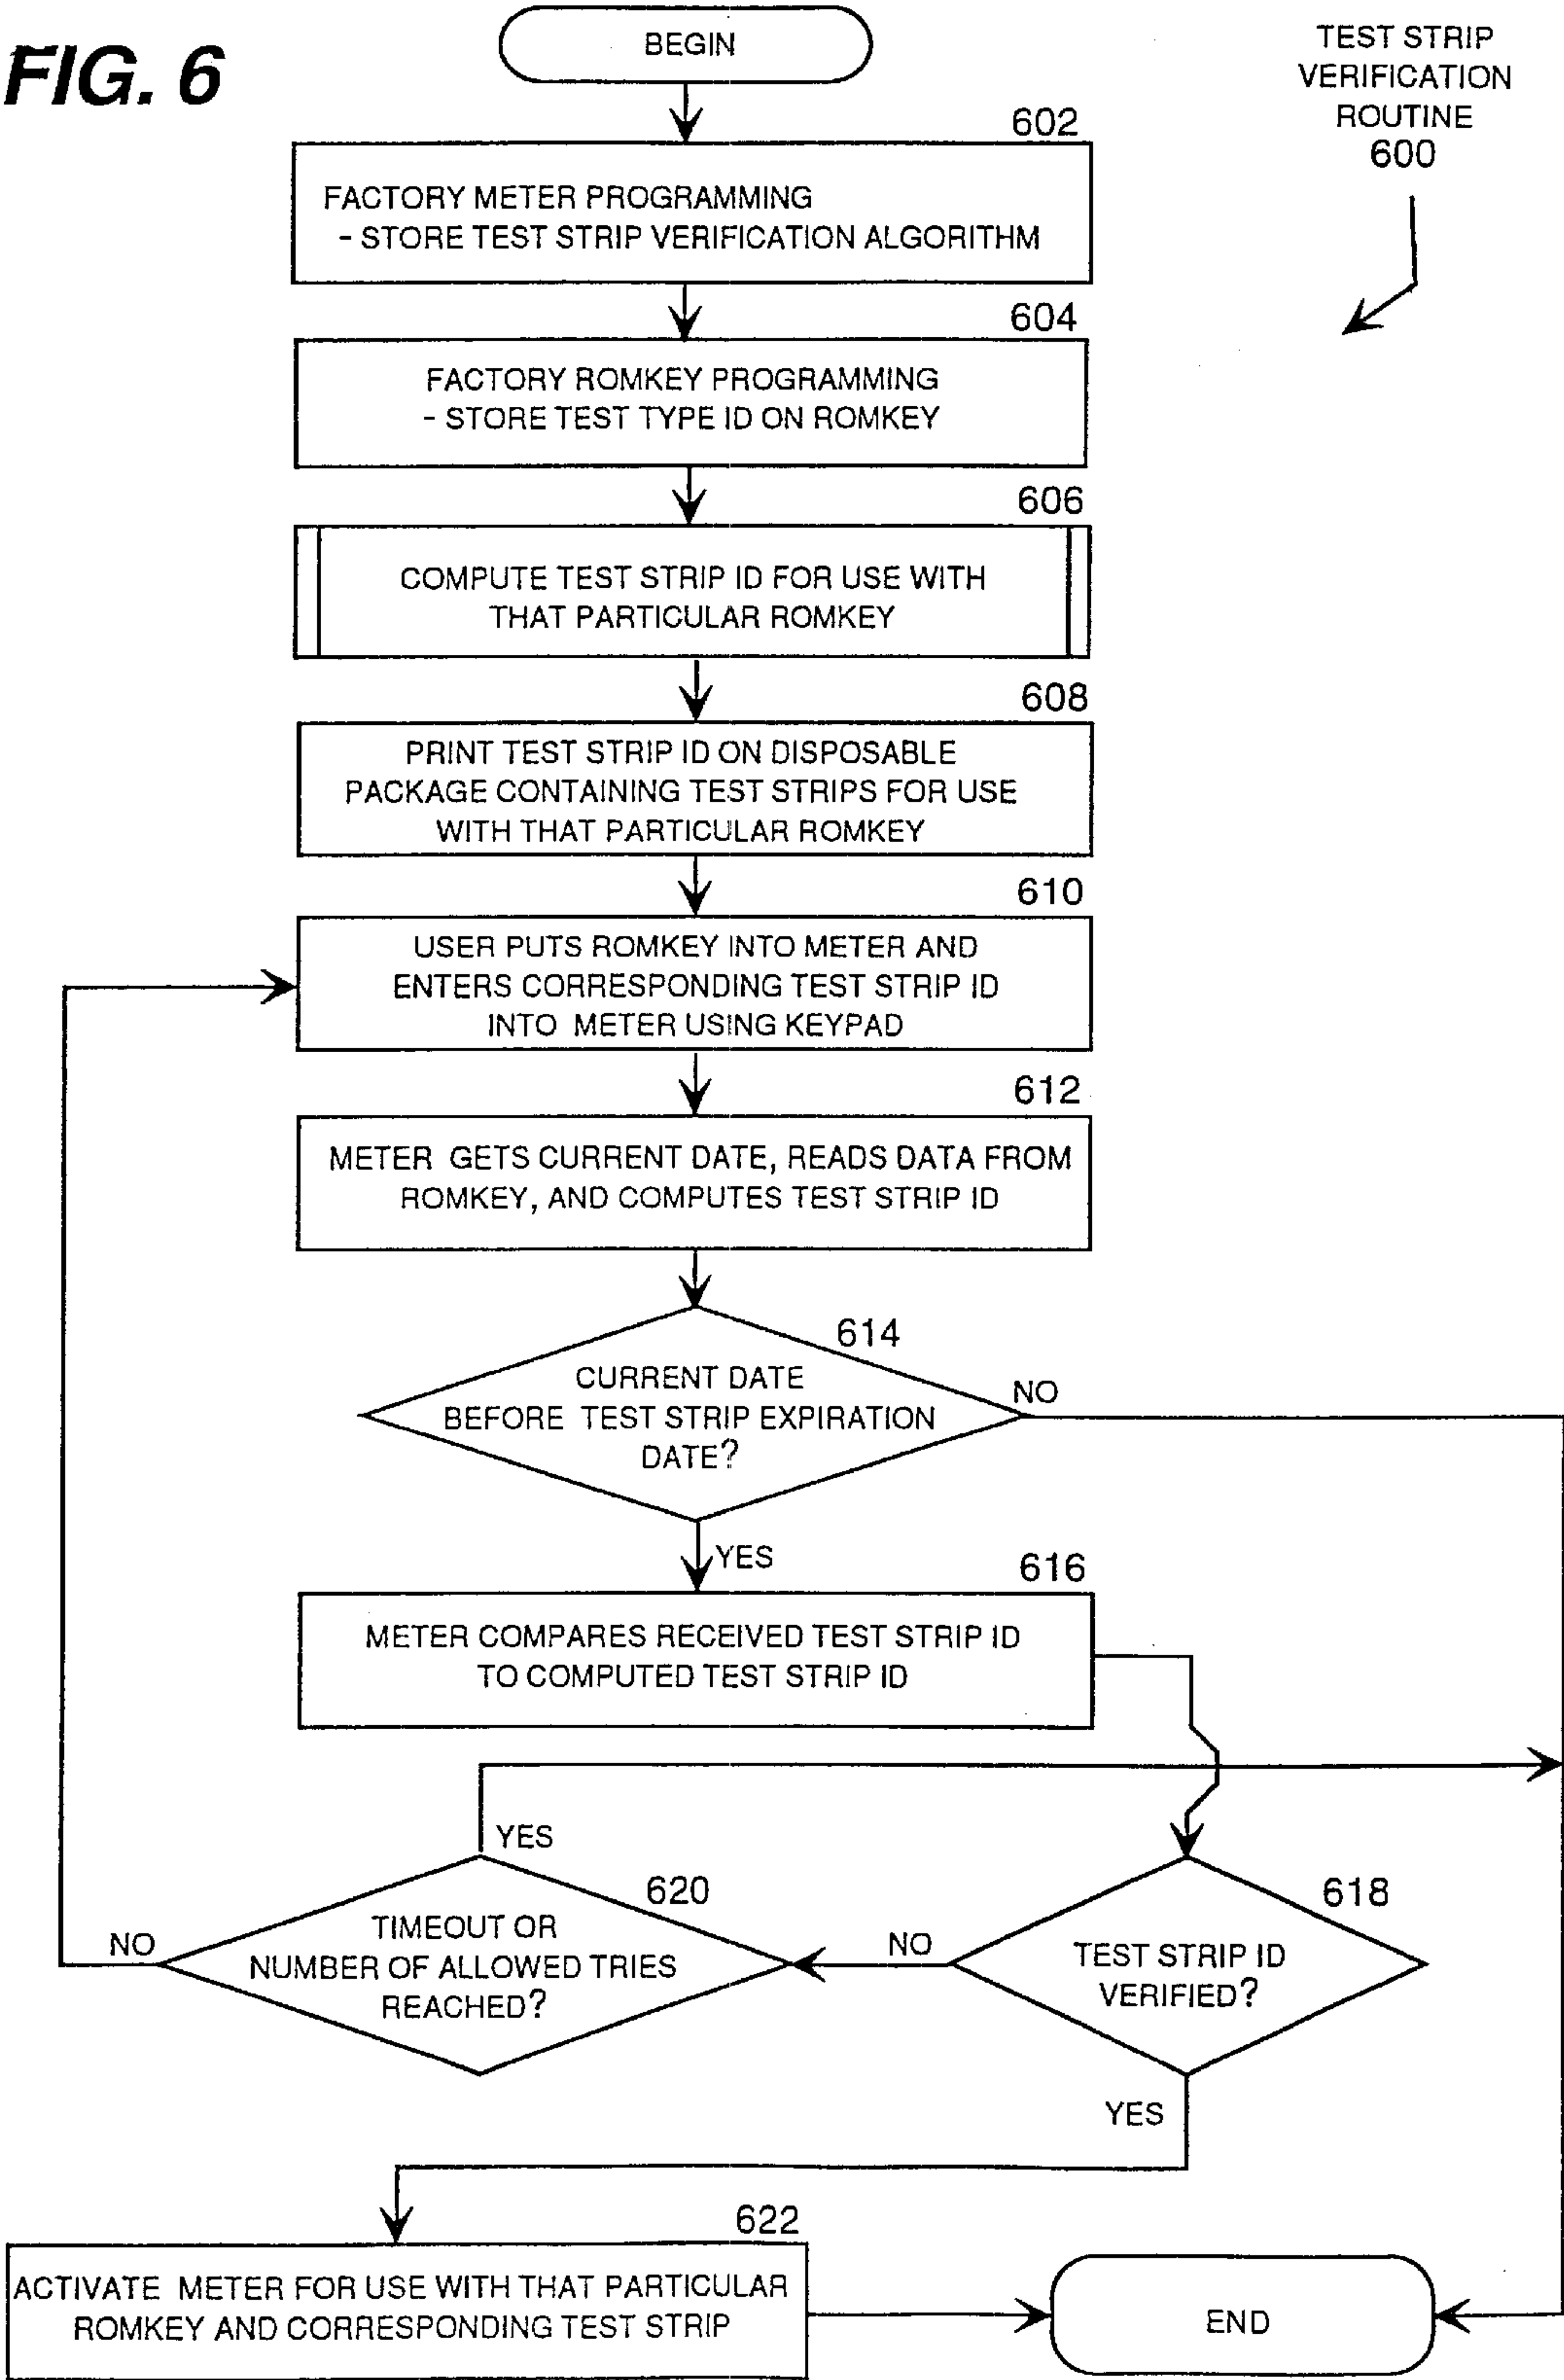 FIG. 6
BEGIN
TEST STRIP
VERIFICATION
ROUTINE
600
602
FACTORY METER PROGRAMMING
- STORE TEST STRIP VERIFICATION ALGORITHM
604
FACTORY ROMKEY PROGRAMMING
- STORE TEST TYPE ID ON ROMKEY
606
COMPUTE TEST STRIP ID FOR USE WITH
THAT PARTICULAR ROMKEY
608
PRINT TEST STRIP ID ON DISPOSABLE
PACKAGE CONTAINING TEST STRIPS FOR USE
WITH THAT PARTICULAR ROMKEY
610
USER PUTS ROMKEY INTO METER AND
ENTERS CORRESPONDING TEST STRIP ID
INTO METER USING KEYPAD
612
METER GETS CURRENT DATE, READS DATA FROM
ROMKEY, AND COMPUTES TEST STRIP ID
614
CURRENT DATE
BEFORE TEST STRIP EXPIRATION
DATE?
NO
YES
616
METER COMPARES RECEIVED TEST STRIP ID
TO COMPUTED TEST STRIP ID
YES
620
TIMEOUT OR
NUMBER OF ALLOWED TRIES
REACHED?
NO
NO
618
TEST STRIP ID
VERIFIED?
YES
622
ACTIVATE METER FOR USE WITH THAT PARTICULAR
ROMKEY AND CORRESPONDING TEST STRIP
END